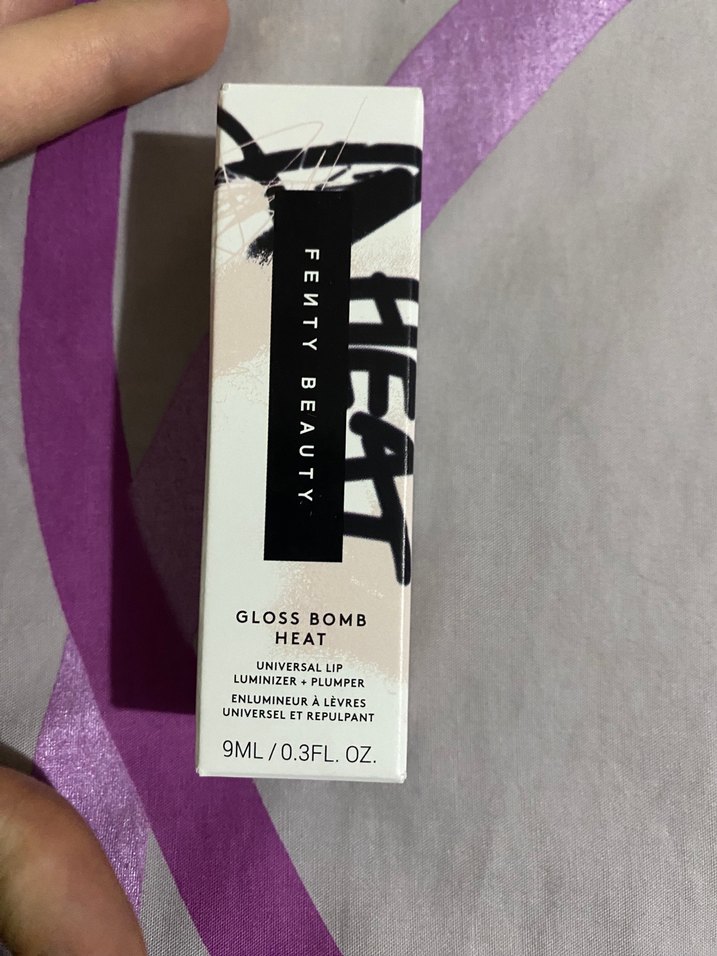 FENTY BEAUTY
HEAT
GLOSS BOMB
HEAT
UNIVERSAL LIP
LUMINIZER + PLUMPER
ENLUMINEUR À LÈVRES
UNIVERSEL ET REPULPANT
9ML / 0.3FL. OZ.